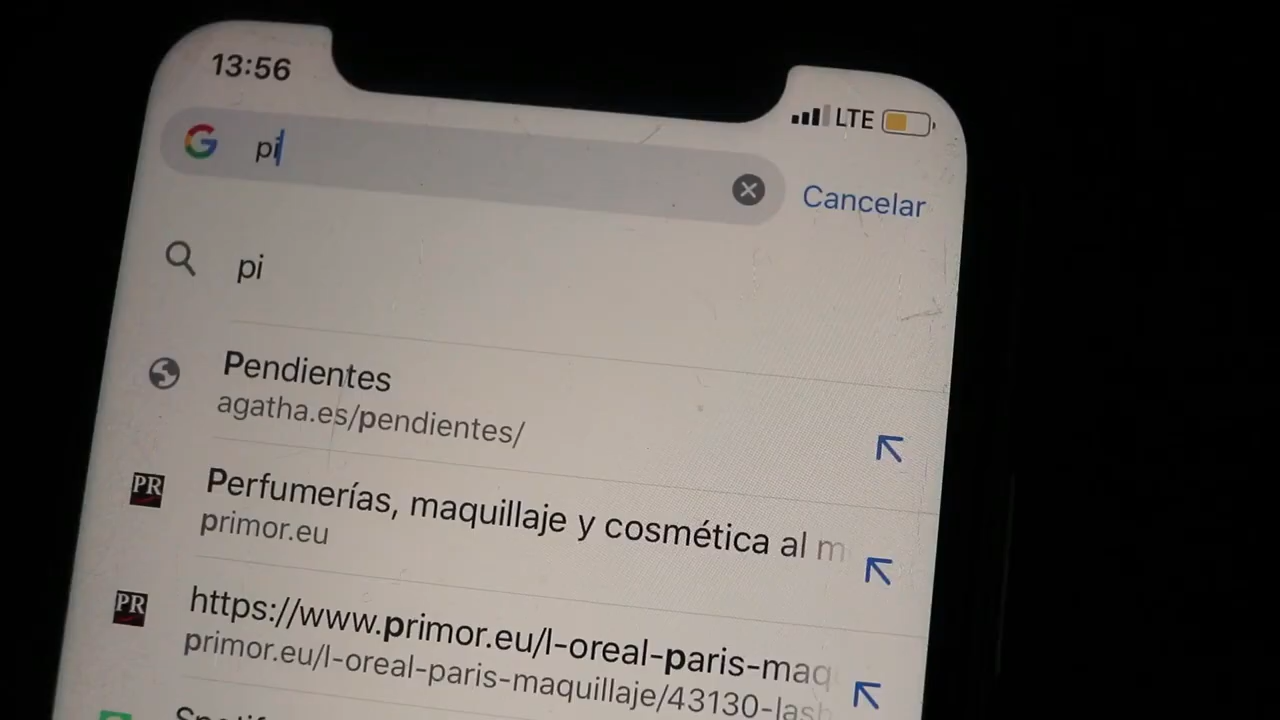 13:56
LTE
pi
Cancelar
pi
Pendientes
agatha.es/pendientes/
PR
Perfumerías, maquillaje y cosmética al m
primor.eu
PR
https://www.primor.eu/l-oreal-paris-maq
primor.eu/l-oreal-paris-maquillaje/43130-lash